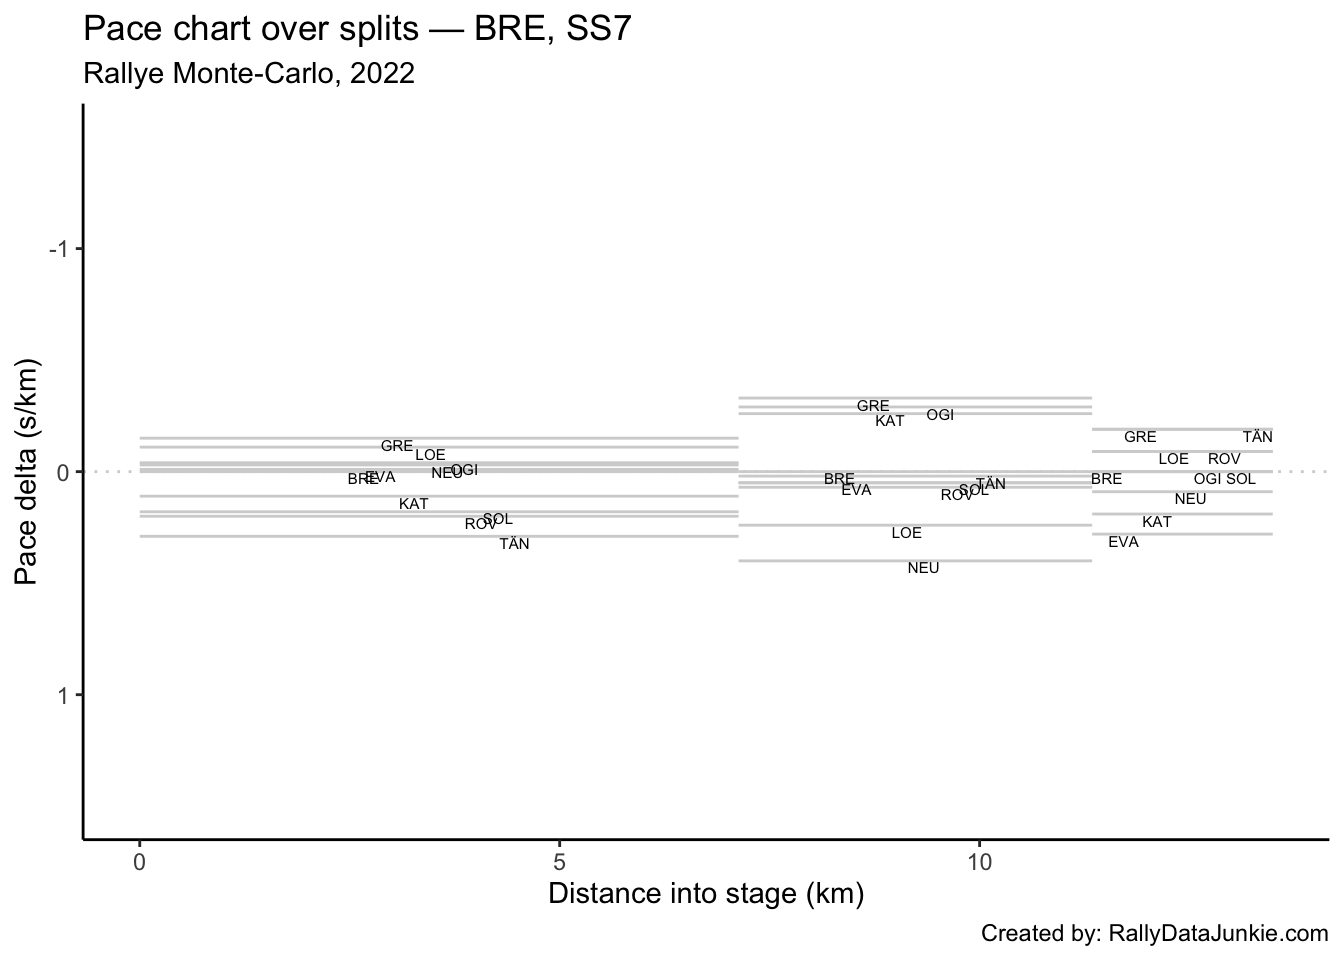 Pace chart over splits — BRE, SS7
Rallye Monte-Carlo, 2022
Pace delta (s/km)
-1
0
1
GRE
LOE
OGI
NEU
EVA
BRE
KAT
SOL
ROV
TÄN
GRE
OGI
KAT
BRE
TÄN
EVA
SOL
ROV
LOE
NEU
GRE TÄN
LOE ROV
BRE OGI SOL
NEU
KAT
EVA
0 5 10
Distance into stage (km)
Created by: RallyDataJunkie.com